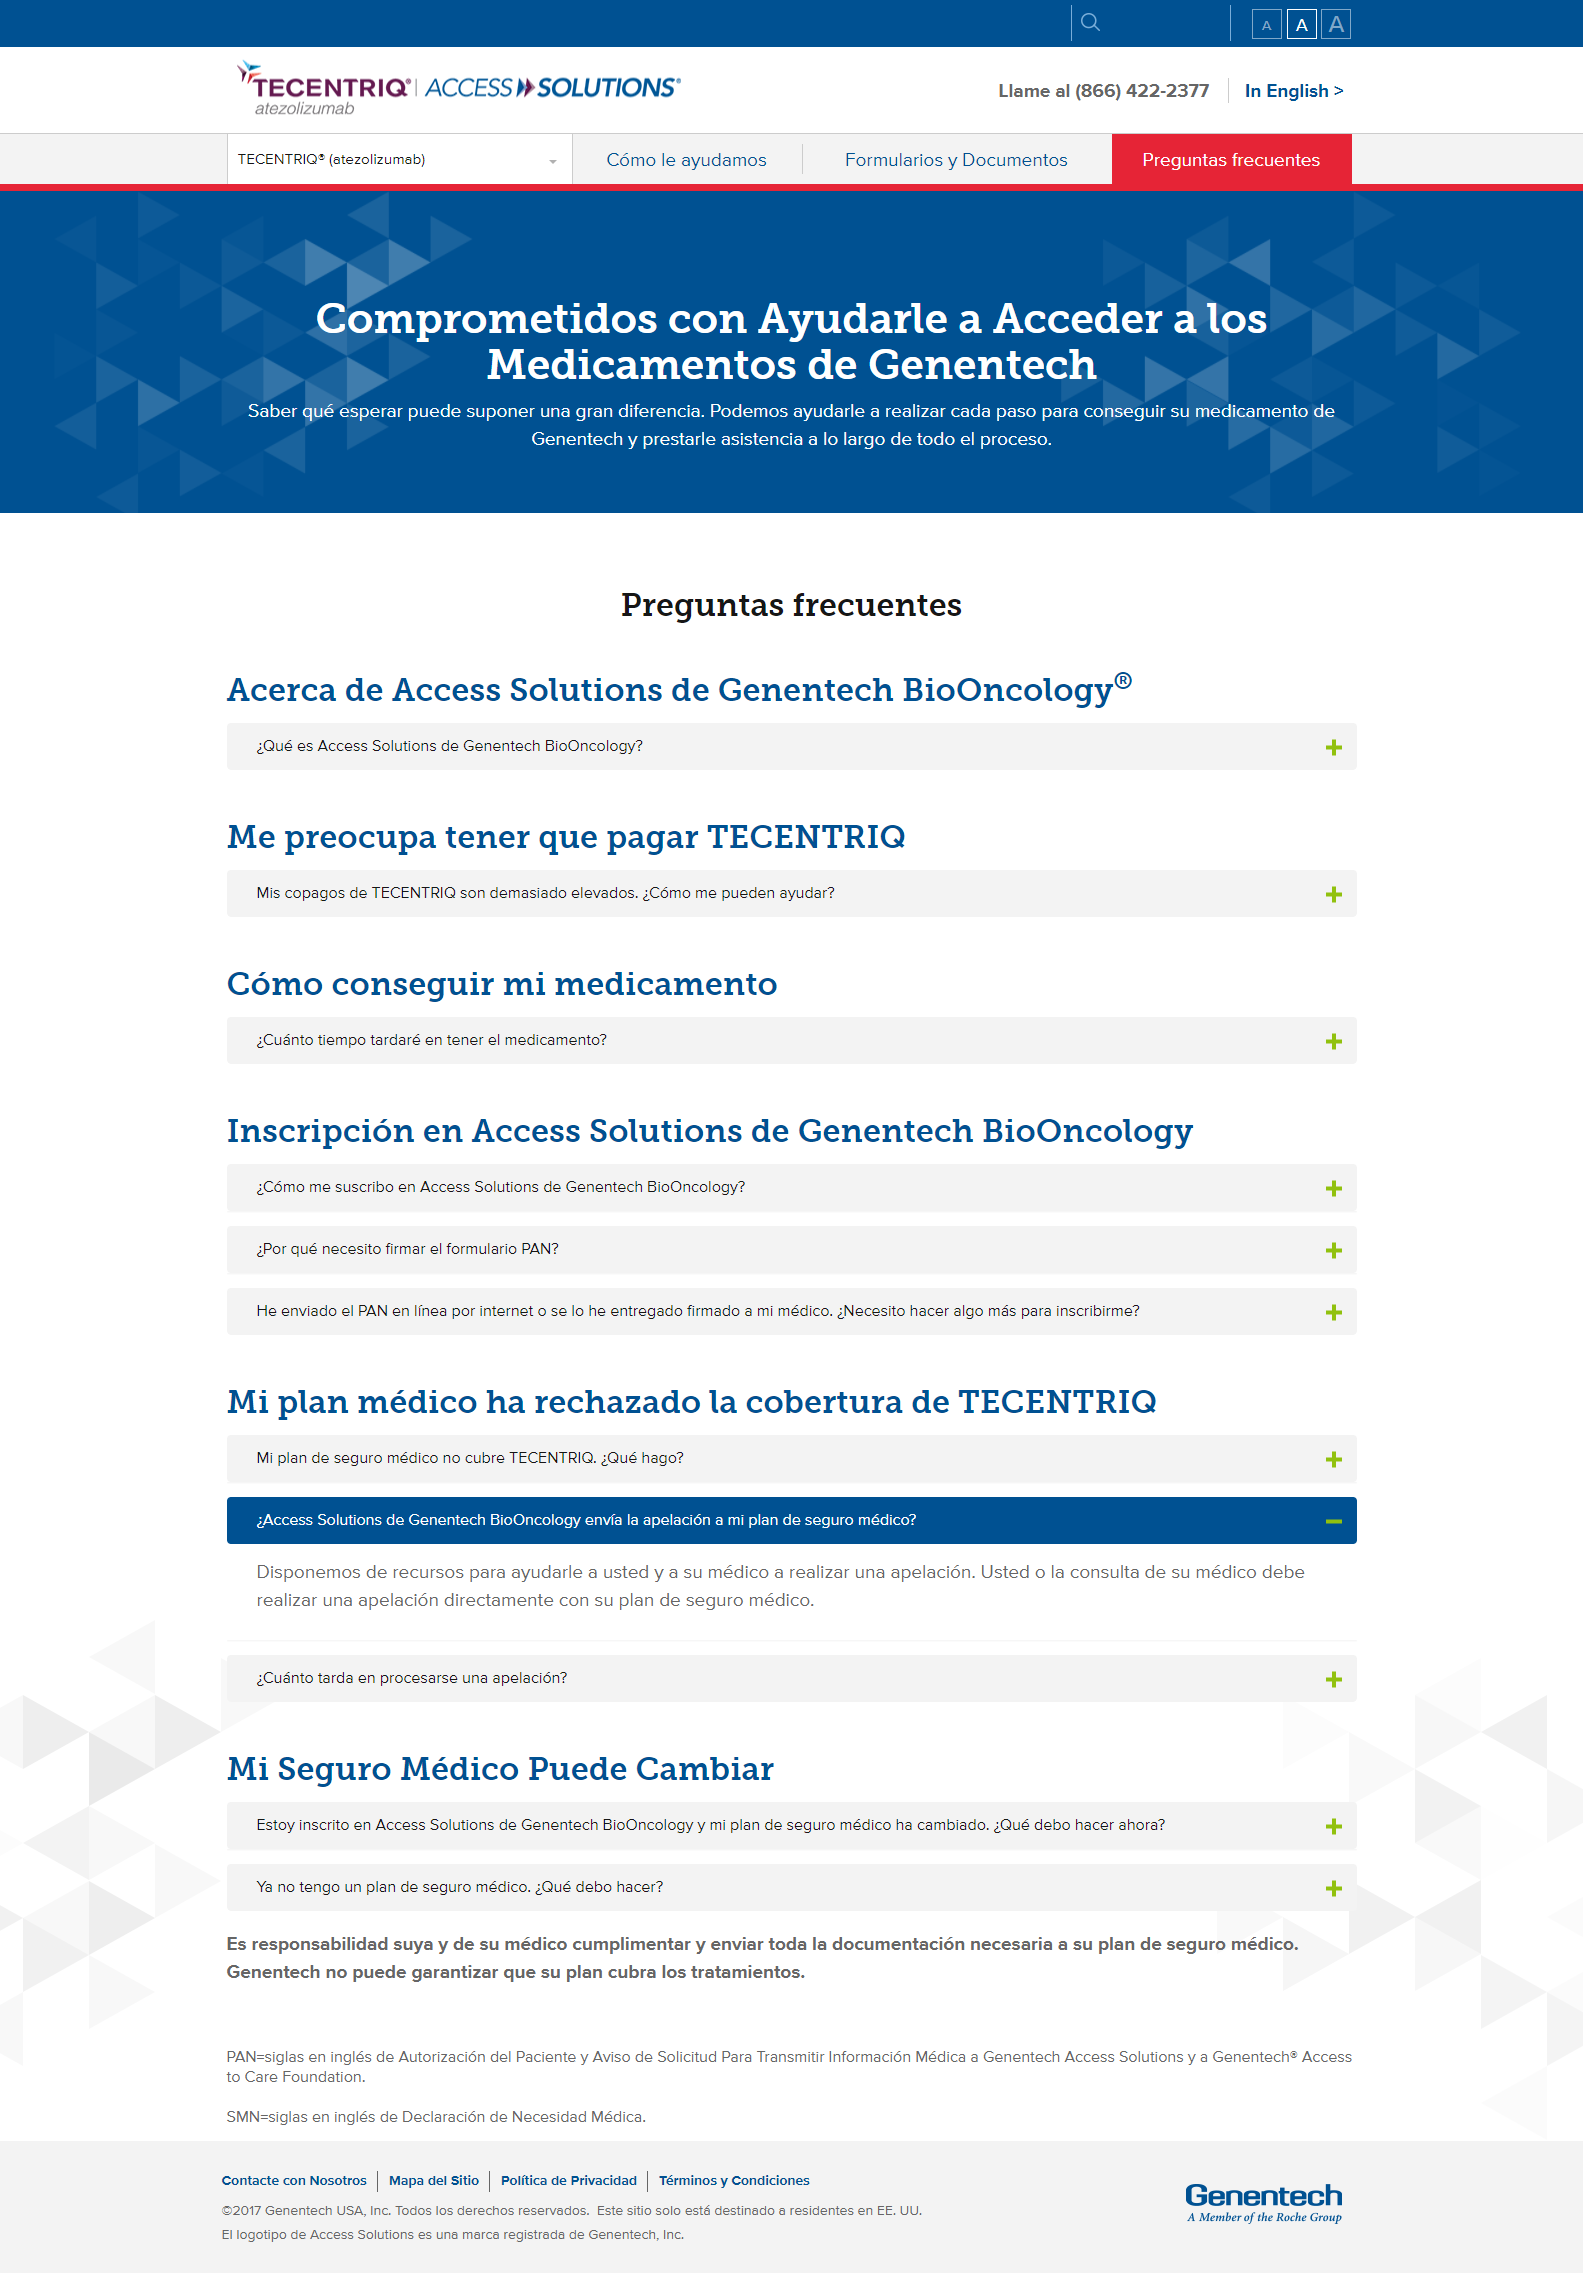 A A A
TECENTRIQ® | ACCESS SOLUTIONS®
atezolizumab
Llame al (866) 422-2377
In English >
TECENTRIQ® (atezolizumab)
Cómo le ayudamos
Formularios y Documentos
Preguntas frecuentes
Comprometidos con Ayudarle a Acceder a los
Medicamentos de Genentech
Saber qué esperar puede suponer una gran diferencia. Podemos ayudarle a realizar cada paso para conseguir su medicamento de
Genentech y prestarle asistencia a lo largo de todo el proceso.
Preguntas frecuentes
Acerca de Access Solutions de Genentech BioOncology®
¿Qué es Access Solutions de Genentech BioOncology?
Me preocupa tener que pagar TECENTRIQ
Mis copagos de TECENTRIQ son demasiado elevados. ¿Cómo me pueden ayudar?
Cómo conseguir mi medicamento
¿Cuánto tiempo tardaré en tener el medicamento?
Inscripción en Access Solutions de Genentech BioOncology
¿Cómo me suscribo en Access Solutions de Genentech BioOncology?
¿Por qué necesito firmar el formulario PAN?
He enviado el PAN en línea por internet o se lo he entregado firmado a mi médico. ¿Necesito hacer algo más para inscribirme?
Mi plan médico ha rechazado la cobertura de TECENTRIQ
Mi plan de seguro médico no cubre TECENTRIQ. ¿Qué hago?
¿Access Solutions de Genentech BioOncology envía la apelación a mi plan de seguro médico?
Disponemos de recursos para ayudarle a usted y a su médico a realizar una apelación. Usted o la consulta de su médico debe
realizar una apelación directamente con su plan de seguro médico.
¿Cuánto tarda en procesarse una apelación?
Mi Seguro Médico Puede Cambiar
Estoy inscrito en Access Solutions de Genentech BioOncology y mi plan de seguro médico ha cambiado. ¿Qué debo hacer ahora?
Ya no tengo un plan de seguro médico. ¿Qué debo hacer?
Es responsabilidad suya y de su médico cumplimentar y enviar toda la documentación necesaria a su plan de seguro médico.
Genentech no puede garantizar que su plan cubra los tratamientos.
PAN=siglas en inglés de Autorización del Paciente y Aviso de Solicitud Para Transmitir Información Médica a Genentech Access Solutions y a Genentech® Access
to Care Foundation.
SMN=siglas en inglés de Declaración de Necesidad Médica.
Contacte con Nosotros | Mapa del Sitio | Política de Privacidad | Términos y Condiciones
©2017 Genentech USA, Inc. Todos los derechos reservados. Este sitio solo está destinado a residentes en EE. UU.
El logotipo de Access Solutions es una marca registrada de Genentech, Inc.
Genentech
A Member of the Roche Group